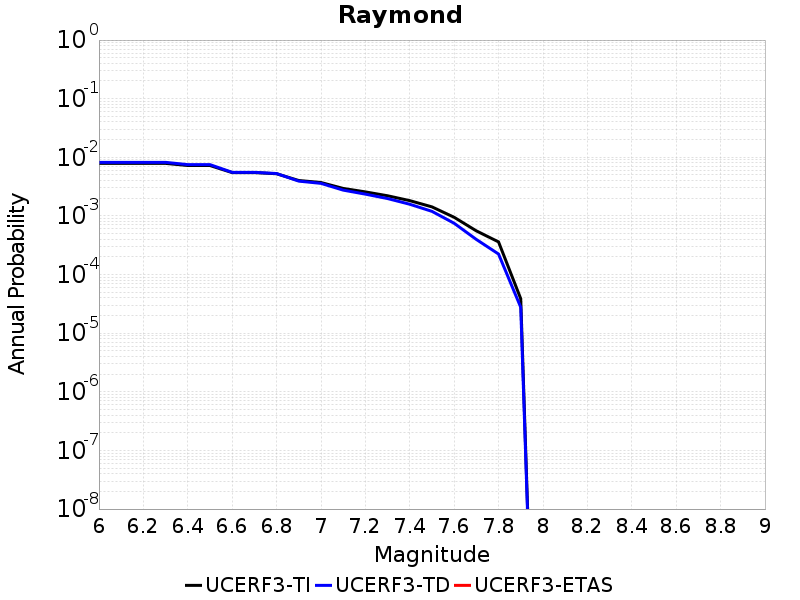 Raymond
Annual Probability
10^0
10^-1
10^-2
10^-3
10^-4
10^-5
10^-6
10^-7
10^-8
6 6.2 6.4 6.6 6.8 7 7.2 7.4 7.6 7.8 8 8.2 8.4 8.6 8.8 9
Magnitude
UCERF3-TI UCERF3-TD UCERF3-ETAS